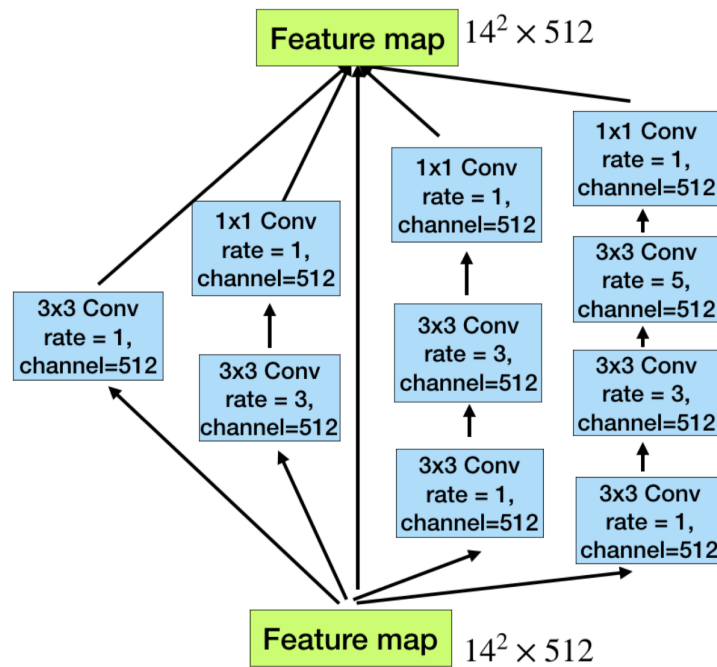 Feature map 14² × 512
1x1 Conv
rate = 1,
channel=512
1x1 Conv
rate = 1,
channel=512
1x1 Conv
rate = 1,
channel=512
3x3 Conv
rate = 5,
channel=512
3x3 Conv
rate = 1,
channel=512
3x3 Conv
rate = 3,
channel=512
3x3 Conv
rate = 3,
channel=512
3x3 Conv
rate = 3,
channel=512
3x3 Conv
rate = 1,
channel=512
3x3 Conv
rate = 1,
channel=512
Feature map 14² × 512